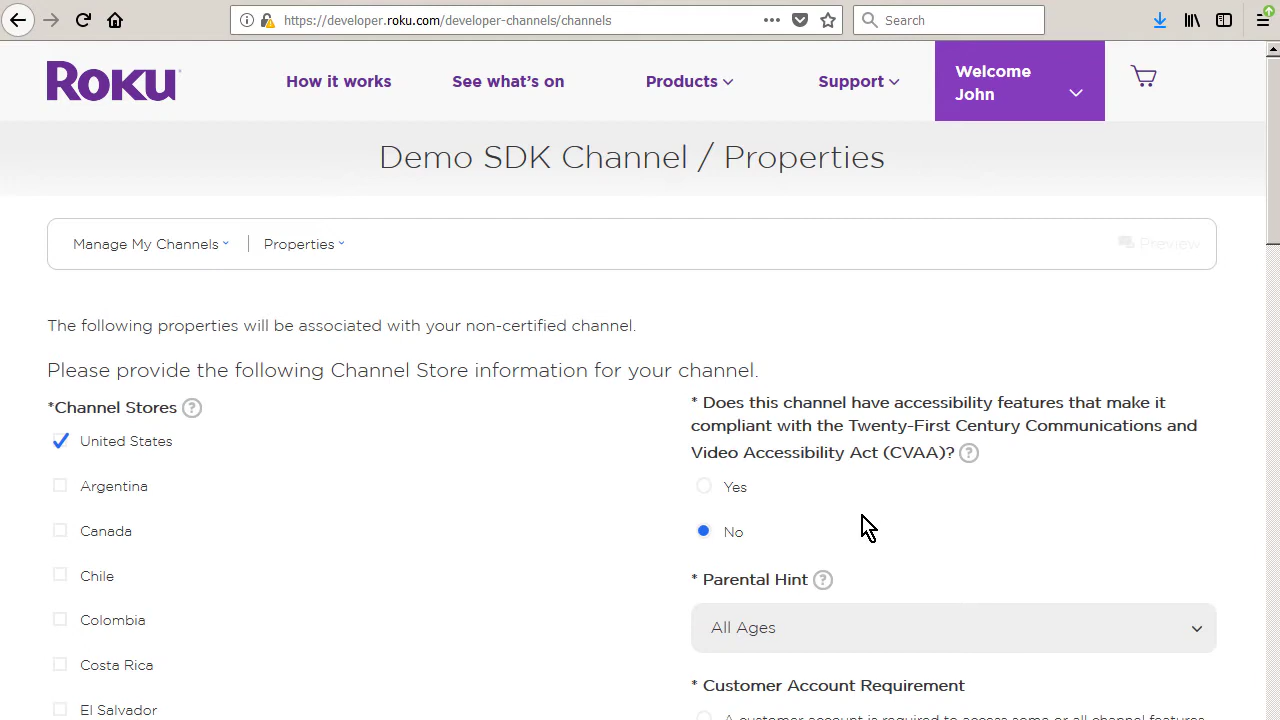 https://developer.roku.com/developer-channels/channels
Search
ROKU
How it works
See what's on
Products
Support
Welcome
John
Demo SDK Channel / Properties
Manage My Channels
Properties
Preview
The following properties will be associated with your non-certified channel.
Please provide the following Channel Store information for your channel.
*Channel Stores ?
United States
Argentina
Canada
Chile
Colombia
Costa Rica
El Salvador
* Does this channel have accessibility features that make it
compliant with the Twenty-First Century Communications and
Video Accessibility Act (CVAA)? ?
Yes
No
* Parental Hint ?
All Ages
* Customer Account Requirement
A customer account is required to access some or all channel features